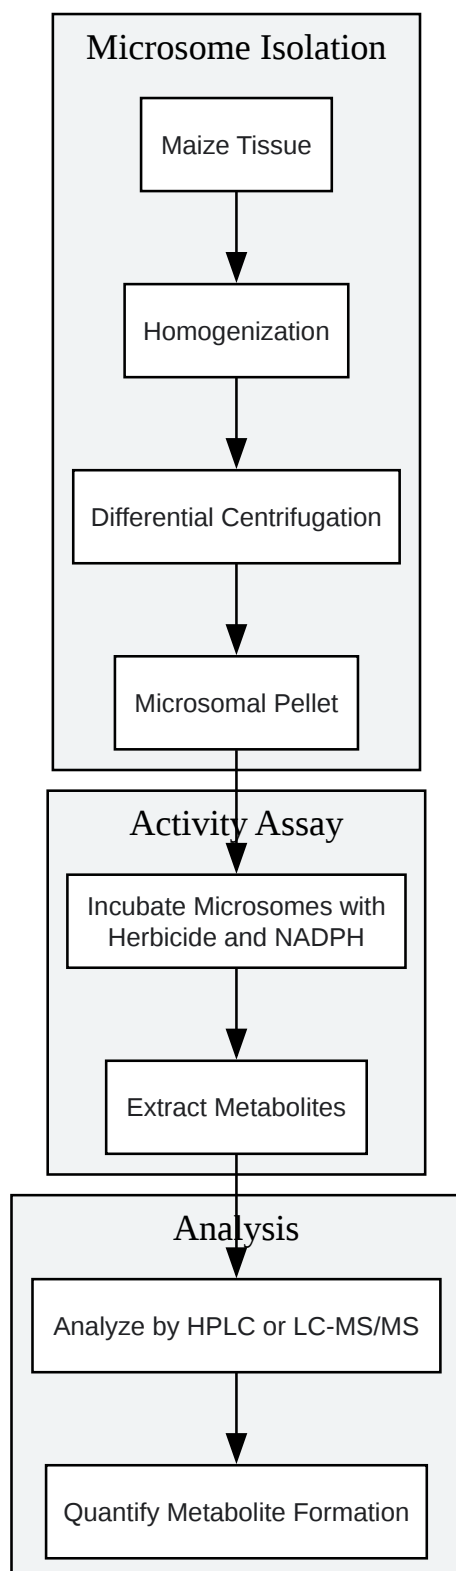 Microsome Isolation
Maize Tissue
Homogenization
Differential Centrifugation
Microsomal Pellet
Activity Assay
Incubate Microsomes with
Herbicide and NADPH
Extract Metabolites
Analysis
Analyze by HPLC or LC-MS/MS
Quantify Metabolite Formation